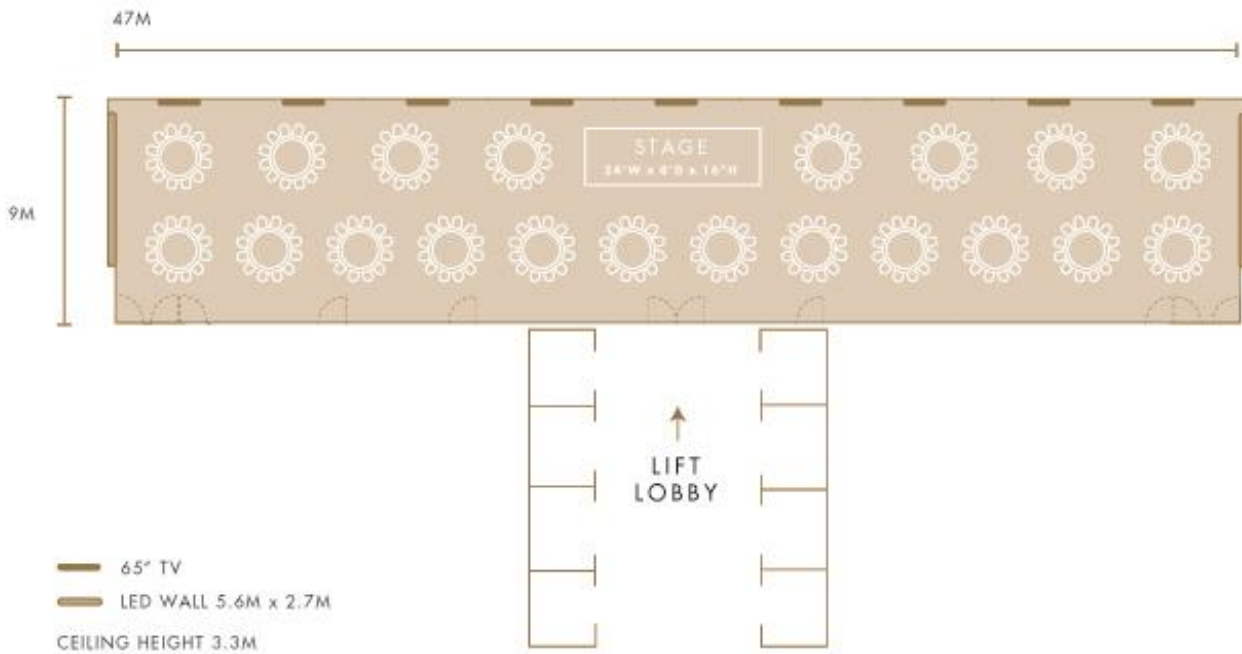 47M
9M
STAGE
24'W x 6'D x 16"H
LIFT
LOBBY
65" TV
LED WALL 5.6M x 2.7M
CEILING HEIGHT 3.3M